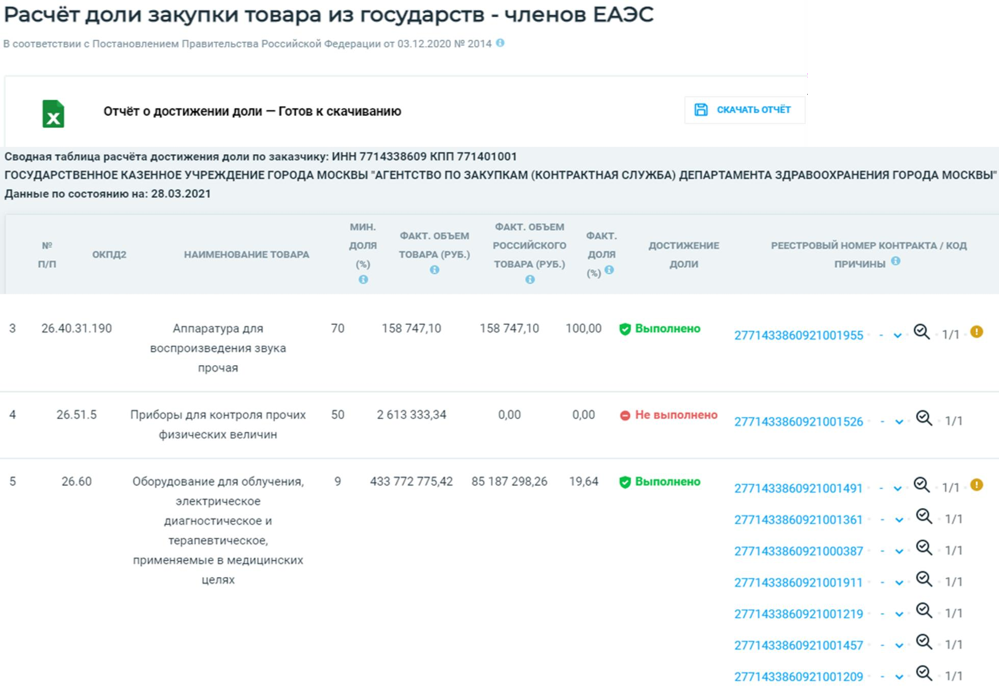 Расчёт доли закупки товара из государств - членов ЕАЭС
В соответствии с Постановлением Правительства Российской Федерации от 03.12.2020 № 2014
Отчёт о достижении доли — Готов к скачиванию
СКАЧАТЬ ОТЧЁТ
Сводная таблица расчёта достижения доли по заказчику: ИНН 7714338609 КПП 771401001
ГОСУДАРСТВЕННОЕ КАЗЕННОЕ УЧРЕЖДЕНИЕ ГОРОДА МОСКВЫ "АГЕНТСТВО ПО ЗАКУПКАМ (КОНТРАКТНАЯ СЛУЖБА) ДЕПАРТАМЕНТА ЗДРАВООХРАНЕНИЯ ГОРОДА МОСКВЫ"
Данные по состоянию на: 28.03.2021
№
П/П
ОКПД2
НАИМЕНОВАНИЕ ТОВАРА
МИН.
ДОЛЯ
(%)
ФАКТ. ОБЪЕМ
ТОВАРА (РУБ.)
ФАКТ. ОБЪЕМ
РОССИЙСКОГО
ТОВАРА (РУБ.)
ФАКТ.
ДОЛЯ
(%)
ДОСТИЖЕНИЕ
ДОЛИ
РЕЕСТРОВЫЙ НОМЕР КОНТРАКТА / КОД
ПРИЧИНЫ
3 26.40.31.190 Аппаратура для 70 158 747,10 158 747,10 100,00 Выполнено 2771433860921001955 - 1/1
воспроизведения звука
прочая
4 26.51.5 Приборы для контроля прочих 50 2 613 333,34 0,00 0,00 Не выполнено 2771433860921001526 - 1/1
физических величин
5 26.60 Оборудование для облучения, 9 433 772 775,42 85 187 298,26 19,64 Выполнено 2771433860921001491 - 1/1
электрическое
диагностическое и
терапевтическое,
применяемые в медицинских
целях
2771433860921001361 - 1/1
2771433860921000387 - 1/1
2771433860921001911 - 1/1
2771433860921001219 - 1/1
2771433860921001457 - 1/1
2771433860921001209 - 1/1